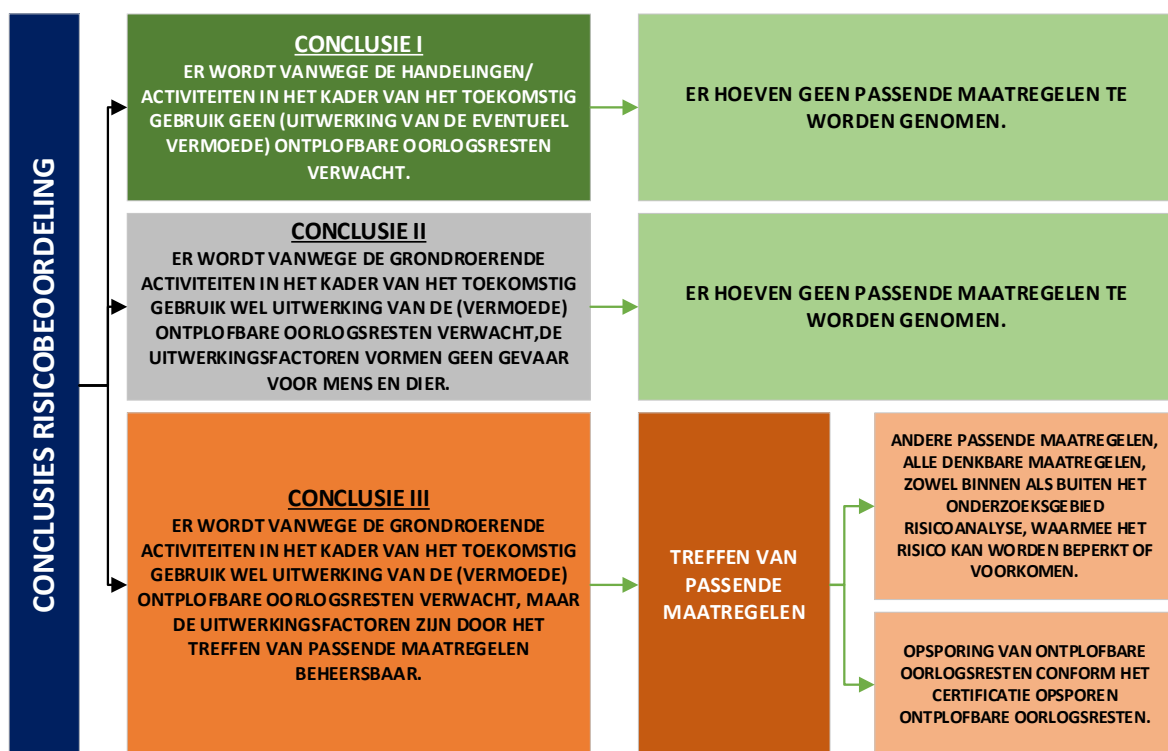 CONCLUSIES RISICOBEOORDELING
CONCLUSIE I
ER WORDT VANWEGE DE HANDELINGEN/
ACTIVITEITEN IN HET KADER VAN HET TOEKOMSTIG
GEBRUIK GEEN (UITWERKING VAN DE EVENTUEEL
VERMOEDE) ONTPLOFBARE OORLOGSRESTEN
VERWACHT.
ER HOEVEN GEEN PASSENDE MAATREGELEN TE
WORDEN GENOMEN.
CONCLUSIE II
ER WORDT VANWEGE DE GRONDROERENDE
ACTIVITEITEN IN HET KADER VAN HET TOEKOMSTIG
GEBRUIK WEL UITWERKING VAN DE (VERMOEDE)
ONTPLOFBARE OORLOGSRESTEN VERWACHT,DE
UITWERKINGSFACTOREN VORMEN GEEN GEVAAR
VOOR MENS EN DIER.
ER HOEVEN GEEN PASSENDE MAATREGELEN TE
WORDEN GENOMEN.
CONCLUSIE III
ER WORDT VANWEGE DE GRONDROERENDE
ACTIVITEITEN IN HET KADER VAN HET TOEKOMSTIG
GEBRUIK WEL UITWERKING VAN DE (VERMOEDE)
ONTPLOFBARE OORLOGSRESTEN VERWACHT, MAAR
DE UITWERKINGSFACTOREN ZIJN DOOR HET
TREFFEN VAN PASSENDE MAATREGELEN
BEHEERSBAAR.
TREFFEN VAN
PASSENDE
MAATREGELEN
ANDERE PASSENDE MAATREGELEN,
ALLE DENKBARE MAATREGELEN,
ZOWEL BINNEN ALS BUITEN HET
ONDERZOEKSGEBIED
RISICOANALYSE, WAARMEE HET
RISICO KAN WORDEN BEPERKT OF
VOORKOMEN.
OPSPORING VAN ONTPLOFBARE
OORLOGSRESTEN CONFORM HET
CERTIFICATIE OPSPOREN
ONTPLOFBARE OORLOGSRESTEN.